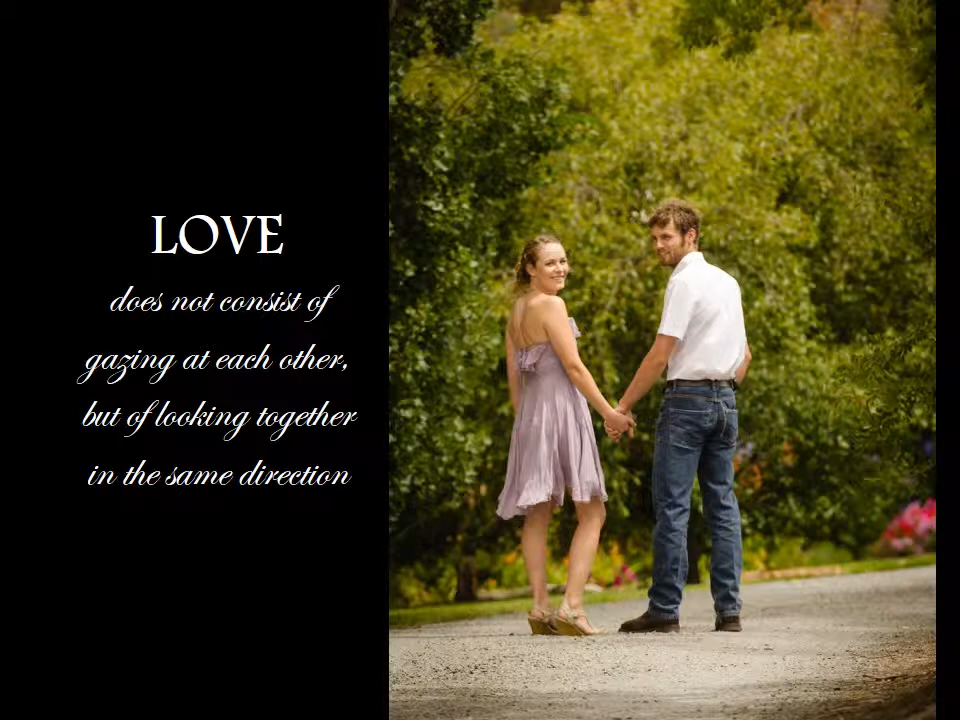 LOVE
does not consist of
gazing at each other,
but of looking together
in the same direction